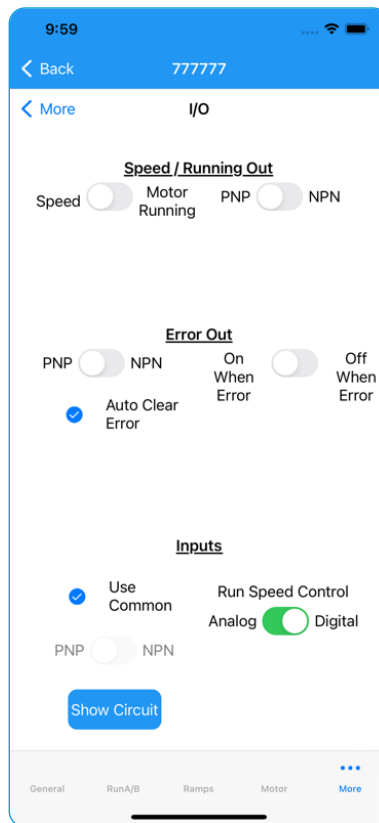 9:59
Back 777777
More I/O
Speed / Running Out
Speed Motor Running PNP NPN
Error Out
PNP NPN On When Error Off When Error
Auto Clear Error
Inputs
Use Common
Run Speed Control
Analog Digital
PNP NPN
Show Circuit
General RunA/B Ramps Motor More